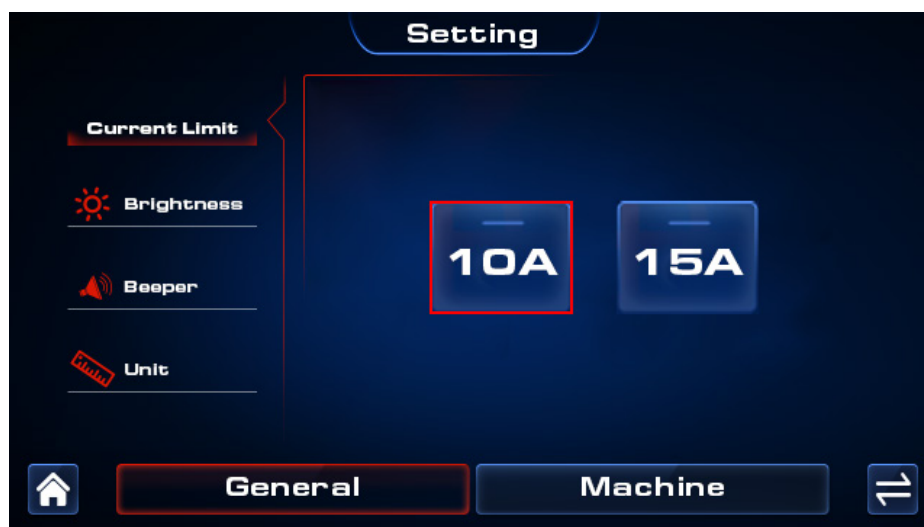 Setting
Current Limit
Brightness
Beeper
Unit
10A
15A
General
Machine